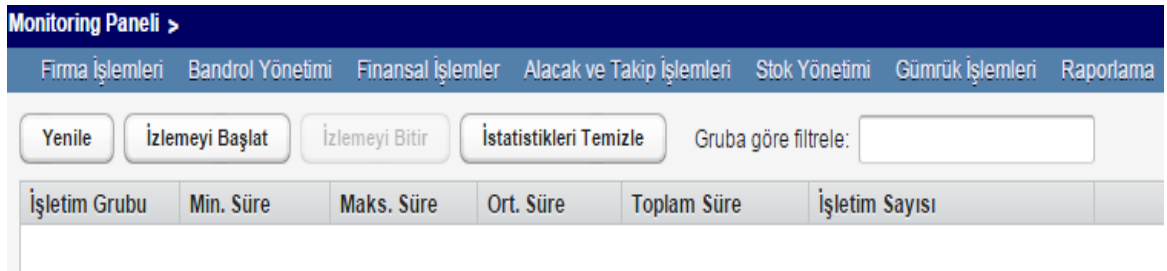 Monitoring Paneli >
Firma İşlemleri Bandrol Yönetimi Finansal İşlemler Alacak ve Takip İşlemleri Stok Yönetimi Gümrük İşlemleri Raporlama
Yenile İzlemeyi Başlat İzlemeyi Bitir İstatistikleri Temizle Gruba göre filtrele:
İşletim Grubu Min. Süre Maks. Süre Ort. Süre Toplam Süre İşletim Sayısı